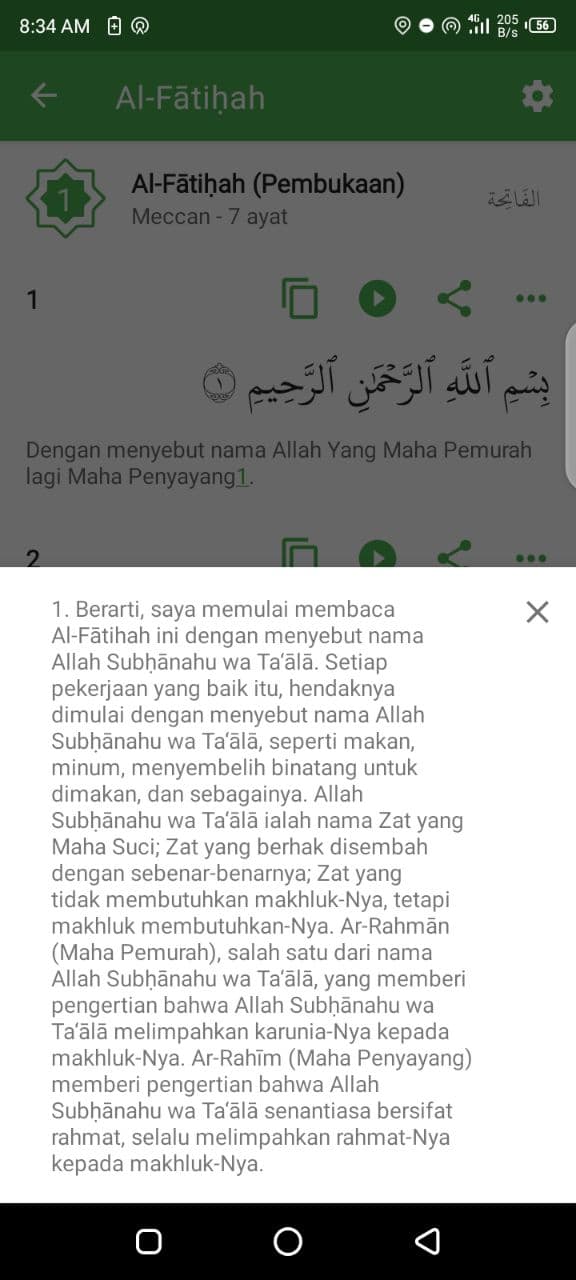 8:34 AM
4G 205 B/s 56
Al-Fātiḥah
1
Al-Fātiḥah (Pembukaan)
Meccan - 7 ayat
الفَاتِحَة
1
بِسْمِ ٱللَّهِ ٱلرَّحْمَٰنِ ٱلرَّحِيمِ ١
Dengan menyebut nama Allah Yang Maha Pemurah
lagi Maha Penyayang1.
2
1. Berarti, saya memulai membaca
Al-Fātihah ini dengan menyebut nama
Allah Subḥānahu wa Ta‘ālā. Setiap
pekerjaan yang baik itu, hendaknya
dimulai dengan menyebut nama Allah
Subḥānahu wa Ta‘ālā, seperti makan,
minum, menyembelih binatang untuk
dimakan, dan sebagainya. Allah
Subḥānahu wa Ta‘ālā ialah nama Zat yang
Maha Suci; Zat yang berhak disembah
dengan sebenar-benarnya; Zat yang
tidak membutuhkan makhluk-Nya, tetapi
makhluk membutuhkan-Nya. Ar-Rahmān
(Maha Pemurah), salah satu dari nama
Allah Subḥānahu wa Ta‘ālā, yang memberi
pengertian bahwa Allah Subḥānahu wa
Ta‘ālā melimpahkan karunia-Nya kepada
makhluk-Nya. Ar-Rahīm (Maha Penyayang)
memberi pengertian bahwa Allah
Subḥānahu wa Ta‘ālā senantiasa bersifat
rahmat, selalu melimpahkan rahmat-Nya
kepada makhluk-Nya.